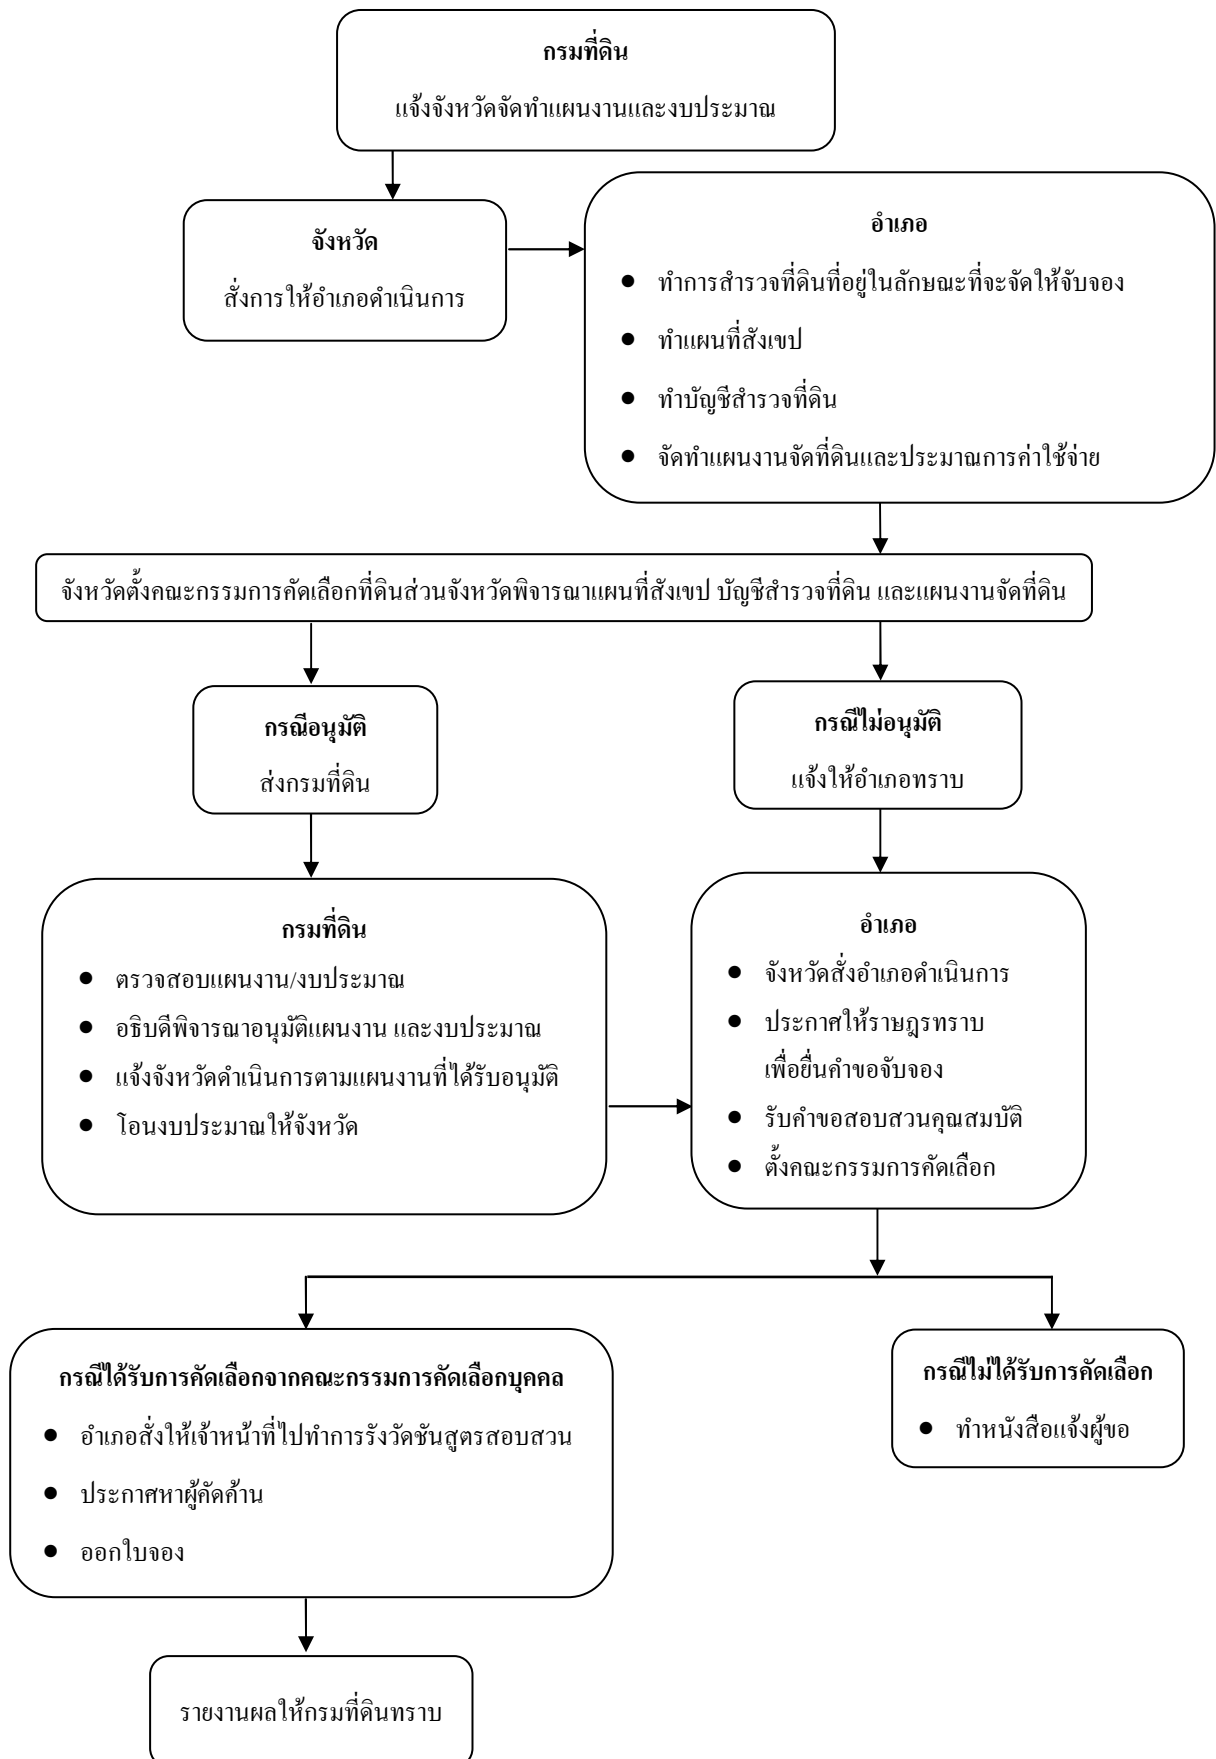 กรมที่ดิน
แจ้งจังหวัดจัดทำแผนงานและงบประมาณ
จังหวัด
สั่งการให้อำเภอดำเนินการ
อำเภอ
● ทำการสำรวจที่ดินที่อยู่ในลักษณะที่จะจัดให้จับจอง
● ทำแผนที่สังเขป
● ทำบัญชีสำรวจที่ดิน
● จัดทำแผนงานจัดที่ดินและประมาณการค่าใช้จ่าย
จังหวัดตั้งคณะกรรมการคัดเลือกที่ดินส่วนจังหวัดพิจารณาแผนที่สังเขป บัญชีสำรวจที่ดิน และแผนงานจัดที่ดิน
กรณีอนุมัติ
ส่งกรมที่ดิน
กรณีไม่อนุมัติ
แจ้งให้อำเภอทราบ
กรมที่ดิน
● ตรวจสอบแผนงาน/งบประมาณ
● อธิบดีพิจารณาอนุมัติแผนงาน และงบประมาณ
● แจ้งจังหวัดดำเนินการตามแผนงานที่ได้รับอนุมัติ
● โอนงบประมาณให้จังหวัด
อำเภอ
● จังหวัดสั่งอำเภอดำเนินการ
● ประกาศให้ราษฎรทราบ
เพื่อยื่นคำขอจับจอง
● รับคำขอสอบสวนคุณสมบัติ
● ตั้งคณะกรรมการคัดเลือก
กรณีได้รับการคัดเลือกจากคณะกรรมการคัดเลือกบุคคล
● อำเภอสั่งให้เจ้าหน้าที่ไปทำการรังวัดชันสูตรสอบสวน
● ประกาศหาผู้คัดค้าน
● ออกใบจอง
กรณีไม่ได้รับการคัดเลือก
● ทำหนังสือแจ้งผู้ขอ
รายงานผลให้กรมที่ดินทราบ